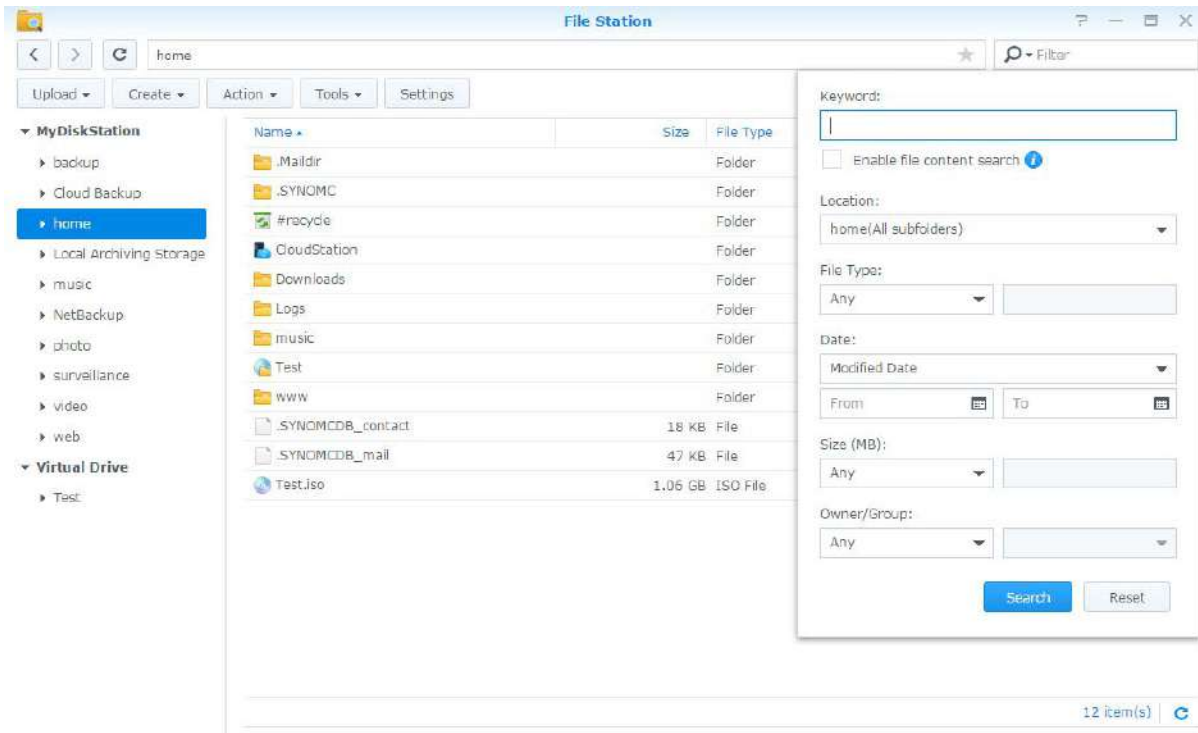 File Station
home
Filter
Upload Create Action Tools Settings
MyDiskStation
backup
Cloud Backup
home
Local Archiving Storage
music
NetBackup
photo
surveillance
video
web
Virtual Drive
Test
Name Size File Type
.Maildir Folder
.SYNOMC Folder
#recycle Folder
CloudStation Folder
Downloads Folder
Logs Folder
music Folder
Test Folder
www Folder
.SYNOMCDB_contact 18 KB File
.SYNOMCDB_mail 47 KB File
Test.iso 1.06 GB ISO File
Keyword:
Enable file content search
Location:
home(All subfolders)
File Type:
Any
Date:
Modified Date
From To
Size (MB):
Any
Owner/Group:
Any
Search Reset
12 item(s)